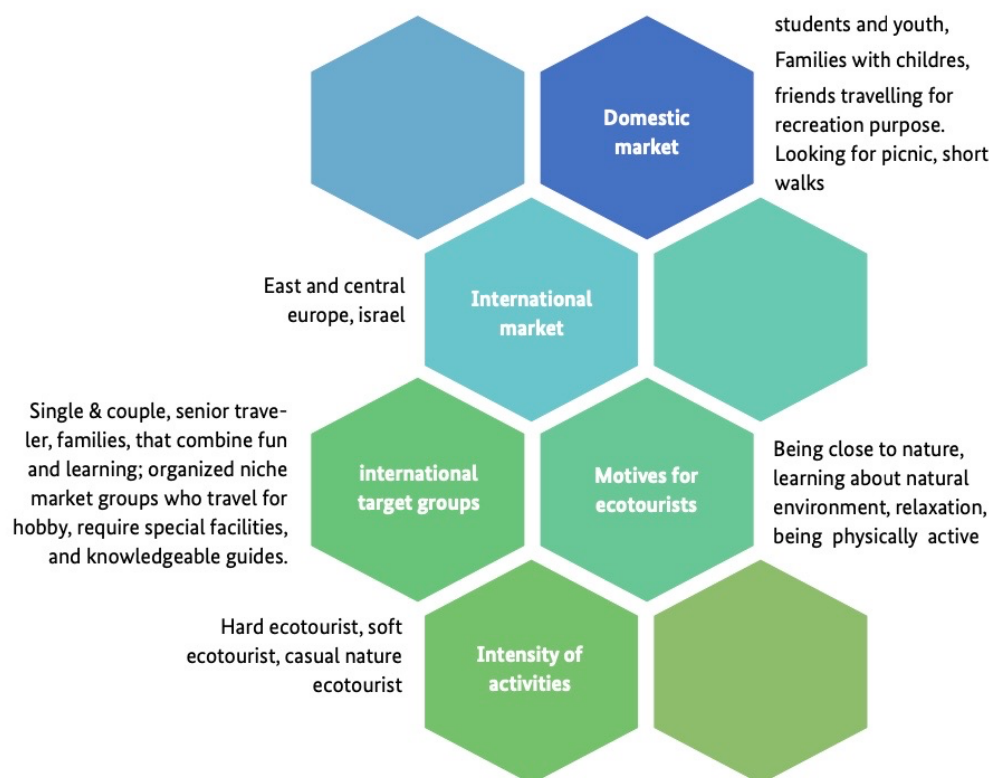 students and youth,
Families with childres,
friends travelling for
recreation purpose.
Looking for picnic, short
walks
Domestic
market
East and central
europe, israel
International
market
Single & couple, senior trave-
ler, families, that combine fun
and learning; organized niche
market groups who travel for
hobby, require special facilities,
and knowledgeable guides.
international
target groups
Motives for
ecotourists
Being close to nature,
learning about natural
environment, relaxation,
being physically active
Hard ecotourist, soft
ecotourist, casual nature
ecotourist
Intensity of
activities